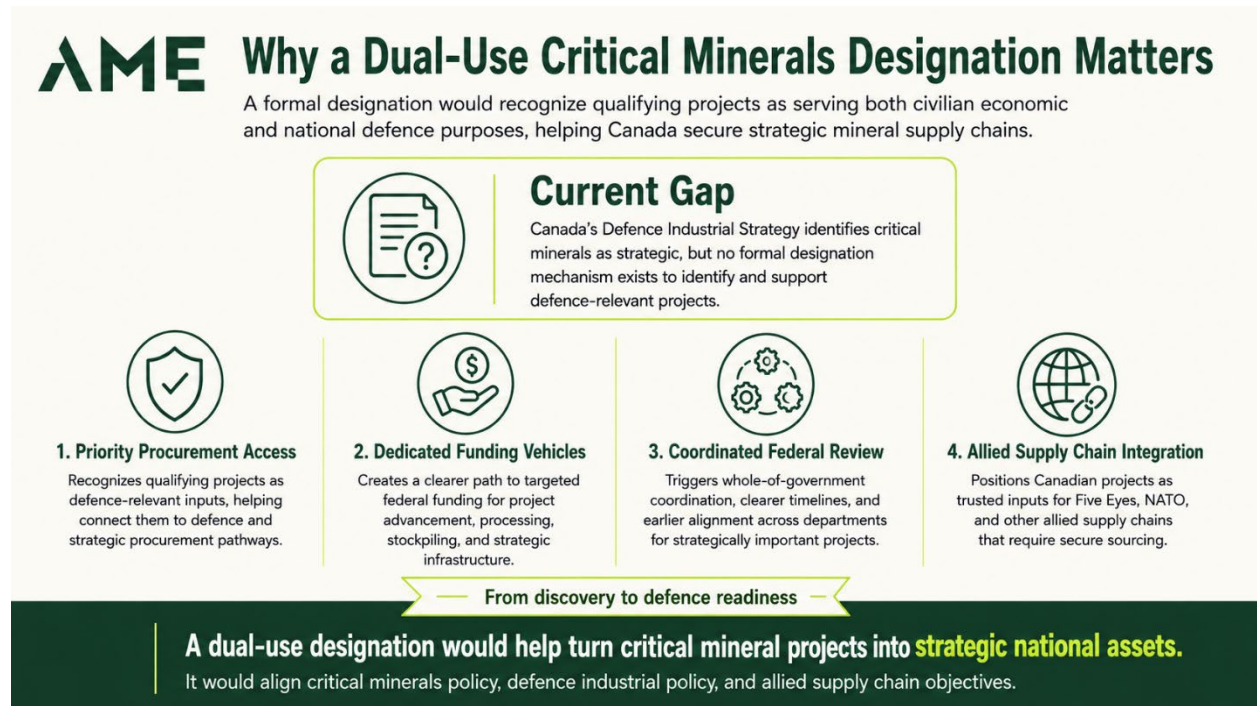 AME
Why a Dual-Use Critical Minerals Designation Matters
A formal designation would recognize qualifying projects as serving both civilian economic
and national defence purposes, helping Canada secure strategic mineral supply chains.
?
Current Gap
Canada's Defence Industrial Strategy identifies critical
minerals as strategic, but no formal designation
mechanism exists to identify and support
defence-relevant projects.
1. Priority Procurement Access
Recognizes qualifying projects as
defence-relevant inputs, helping
connect them to defence and
strategic procurement pathways.
$
2. Dedicated Funding Vehicles
Creates a clearer path to targeted
federal funding for project
advancement, processing,
stockpiling, and strategic
infrastructure.
3. Coordinated Federal Review
Triggers whole-of-government
coordination, clearer timelines, and
earlier alignment across departments
for strategically important projects.
4. Allied Supply Chain Integration
Positions Canadian projects as
trusted inputs for Five Eyes, NATO,
and other allied supply chains
that require secure sourcing.
From discovery to defence readiness
A dual-use designation would help turn critical mineral projects into strategic national assets.
It would align critical minerals policy, defence industrial policy, and allied supply chain objectives.